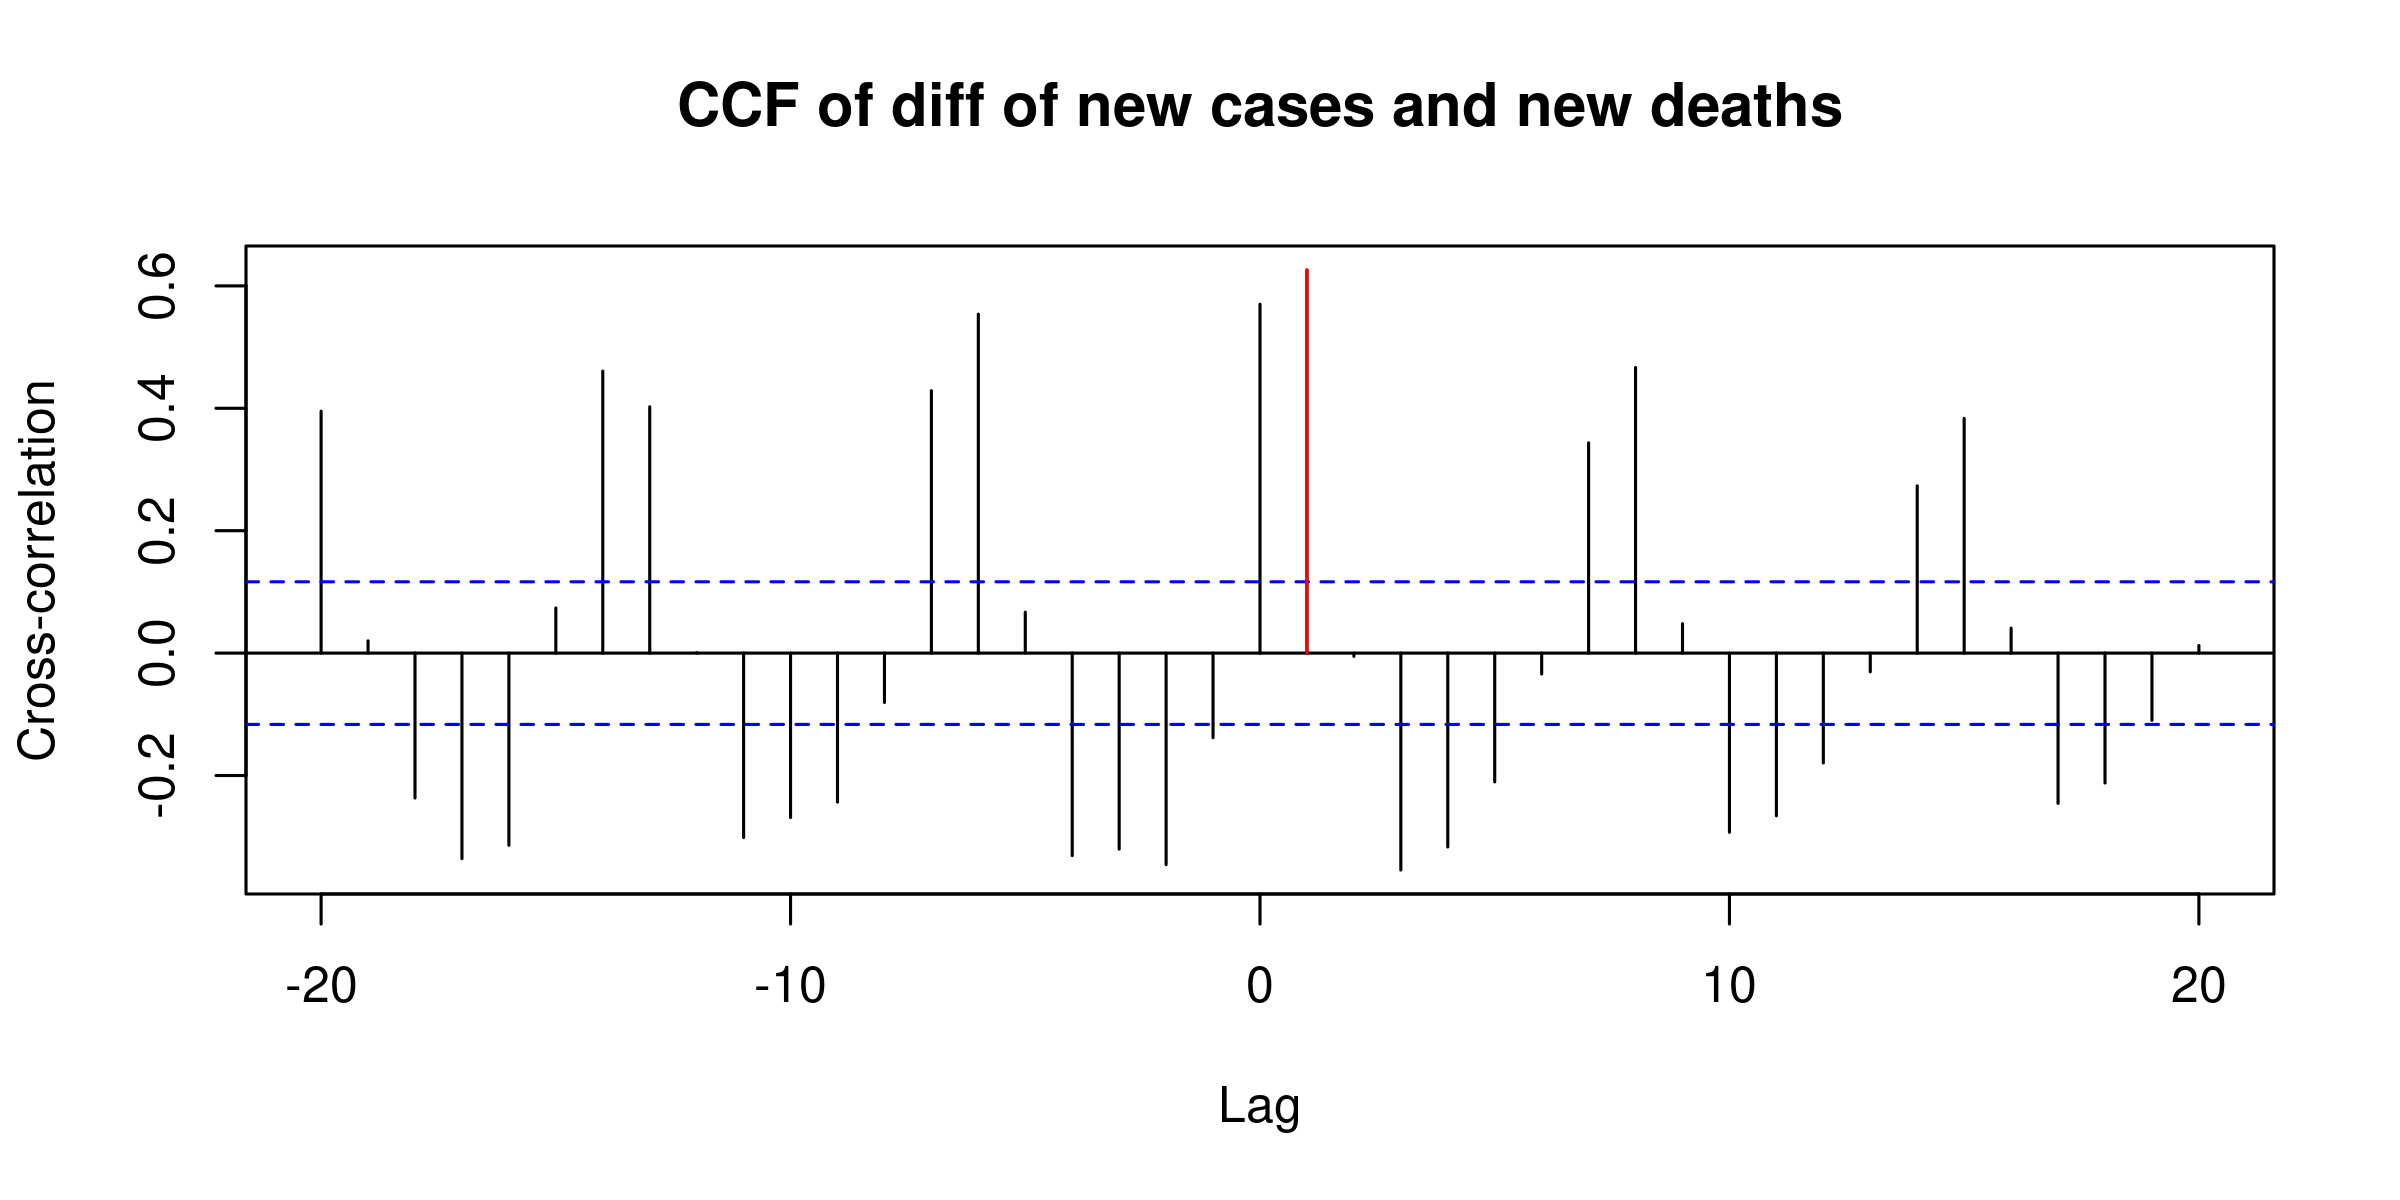 CCF of diff of new cases and new deaths
Cross-correlation
0.6
0.4
0.2
0.0
-0.2
-20 -10 0 10 20
Lag